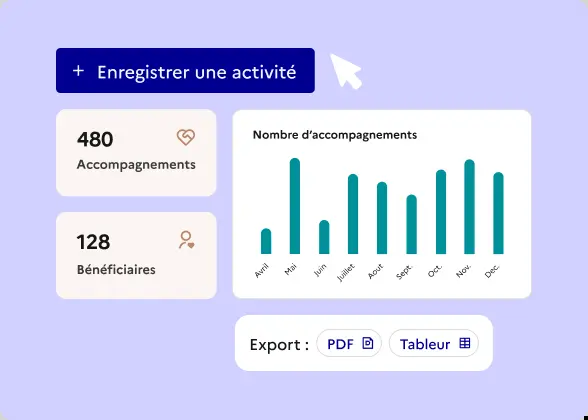 + Enregistrer une activité
480
Accompagnements
128
Bénéficiaires
Nombre d’accompagnements
Avril Mai Juin Juillet Aout Sept. Oct. Nov. Dec.
Export : PDF Tableur